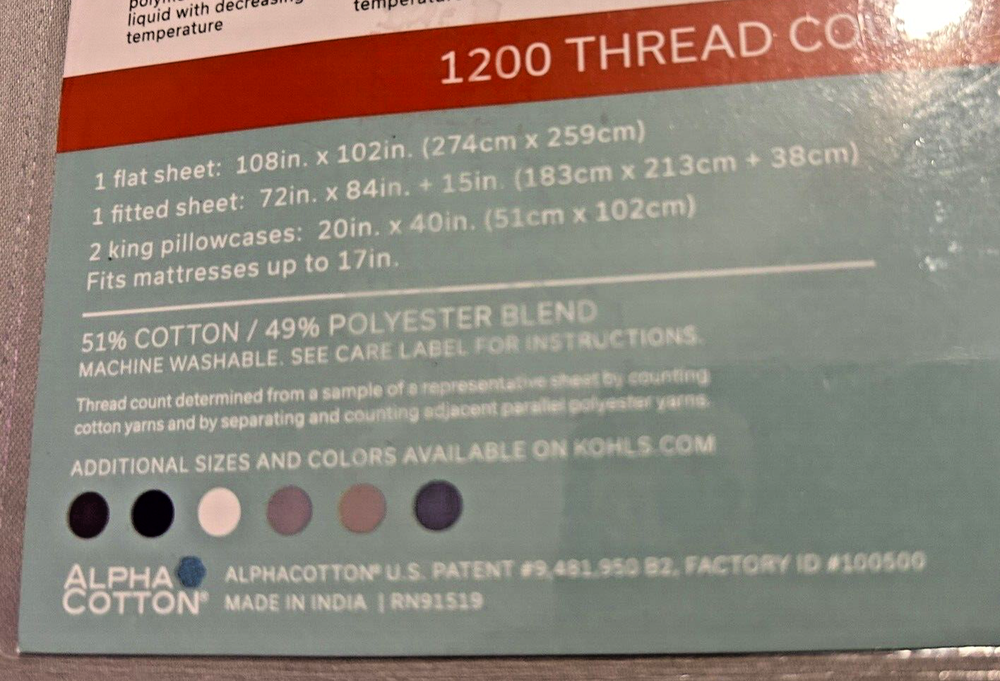 liquid with decreasing
temperature
1200 THREAD CO
1 flat sheet: 108in. x 102in. (274cm x 259cm)
1 fitted sheet: 72in. x 84in. + 15in. (183cm x 213cm + 38cm)
2 king pillowcases: 20in. x 40in. (51cm x 102cm)
Fits mattresses up to 17in.
51% COTTON / 49% POLYESTER BLEND
MACHINE WASHABLE. SEE CARE LABEL FOR INSTRUCTIONS.
Thread count determined from a sample of a representative sheet by counting
cotton yarns and by separating and counting adjacent parallel polyester yarns.
ADDITIONAL SIZES AND COLORS AVAILABLE ON KOHLS.COM
ALPHA
COTTON®
ALPHACOTTON® U.S. PATENT #9,481,950 B2, FACTORY ID #100500
MADE IN INDIA | RN91519